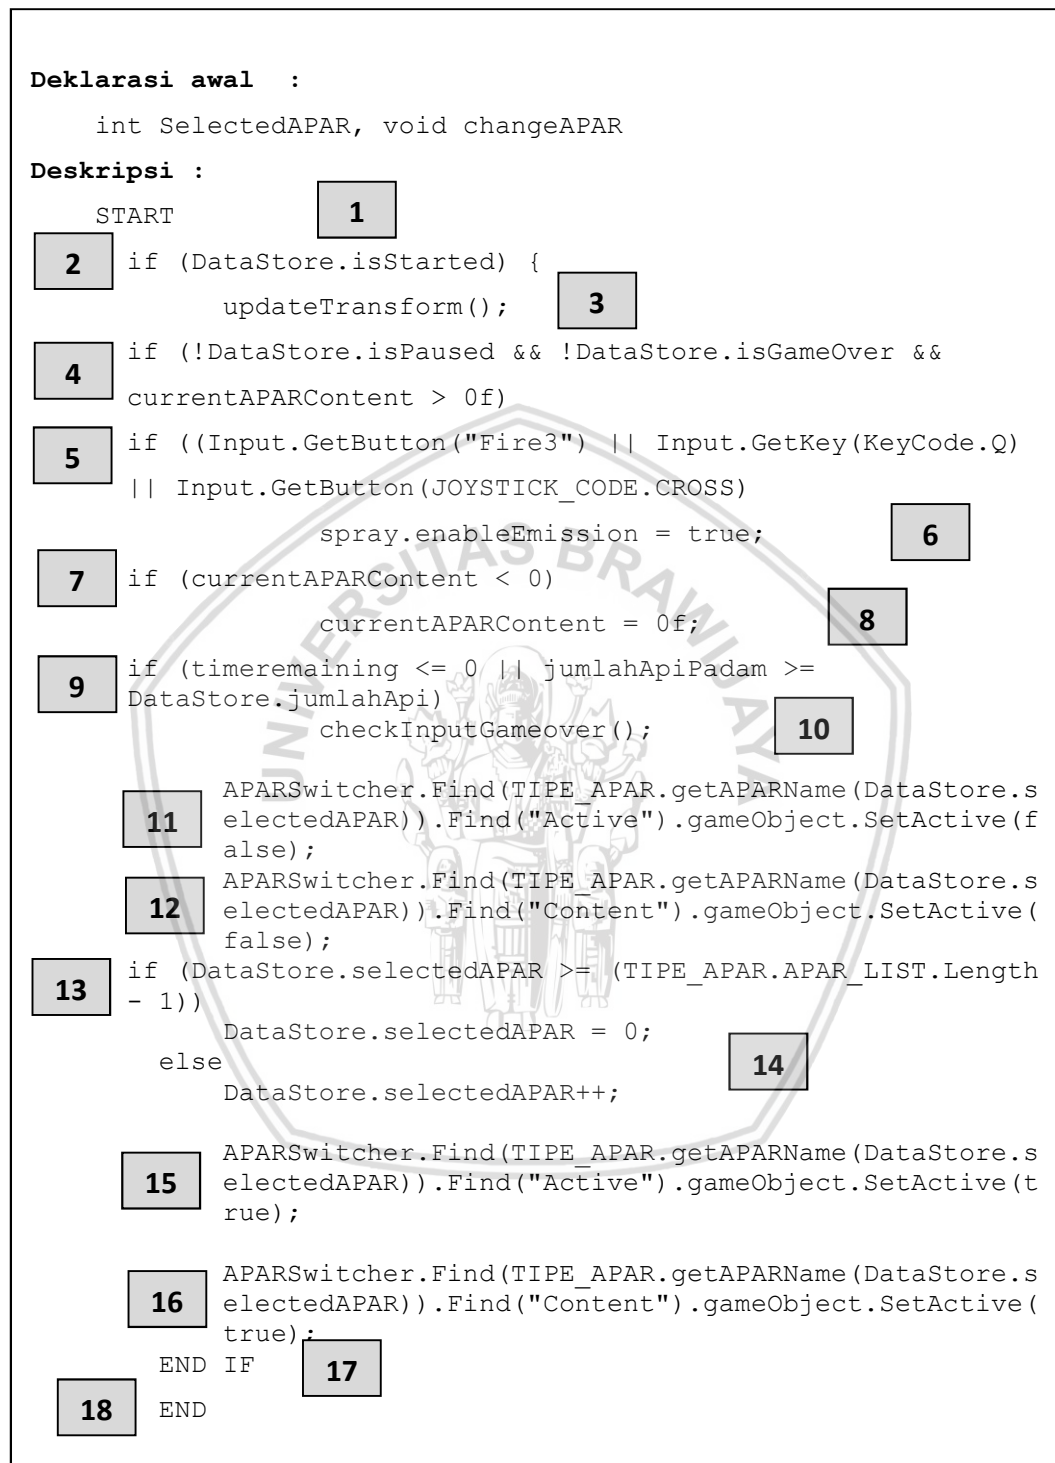 Deklarasi awal :
int SelectedAPAR, void changeAPAR
Deskripsi :
START 1
2 if (DataStore.isStarted) {
updateTransform(); 3
4 if (!DataStore.isPaused && !DataStore.isGameOver &&
currentAPARContent > 0f)
5 if ((Input.GetButton("Fire3") || Input.GetKey(KeyCode.Q)
|| Input.GetButton(JOYSTICK_CODE.CROSS)
spray.enableEmission = true; 6
7 if (currentAPARContent < 0)
currentAPARContent = 0f; 8
9 if (timeremaining <= 0 || jumlahApiPadam >=
DataStore.jumlahApi)
checkInputGameover(); 10
APARSwitcher.Find(TIPE_APAR.getAPARName(DataStore.s
11 electedAPAR)).Find("Active").gameObject.SetActive(f
alse);
APARSwitcher.Find(TIPE_APAR.getAPARName(DataStore.s
12 electedAPAR)).Find("Content").gameObject.SetActive(
false);
13 if (DataStore.selectedAPAR >= (TIPE_APAR.APAR_LIST.Length
- 1))
DataStore.selectedAPAR = 0;
else 14
DataStore.selectedAPAR++;
APARSwitcher.Find(TIPE_APAR.getAPARName(DataStore.s
15 electedAPAR)).Find("Active").gameObject.SetActive(t
rue);
APARSwitcher.Find(TIPE_APAR.getAPARName(DataStore.s
16 electedAPAR)).Find("Content").gameObject.SetActive(
true);
END IF 17
18 END
UNIVERSITAS BRAWIJAYA